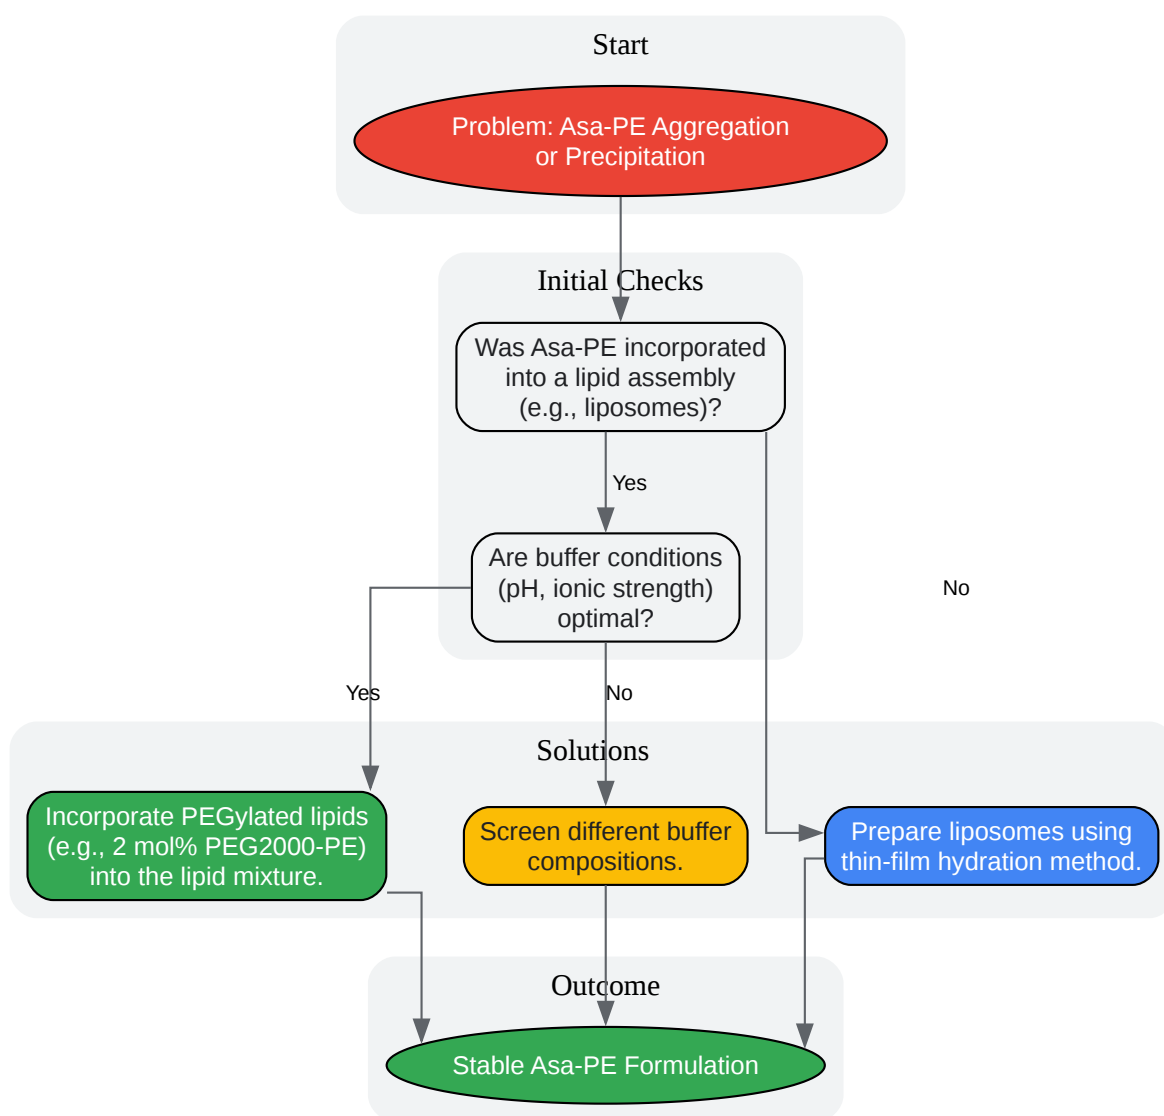 Start
Problem: Asa-PE Aggregation
or Precipitation
Initial Checks
Was Asa-PE incorporated
into a lipid assembly
(e.g., liposomes)?
Yes
Are buffer conditions
(pH, ionic strength)
optimal?
No
Yes
No
Solutions
Incorporate PEGylated lipids
(e.g., 2 mol% PEG2000-PE)
into the lipid mixture.
Screen different buffer
compositions.
Prepare liposomes using
thin-film hydration method.
Outcome
Stable Asa-PE Formulation